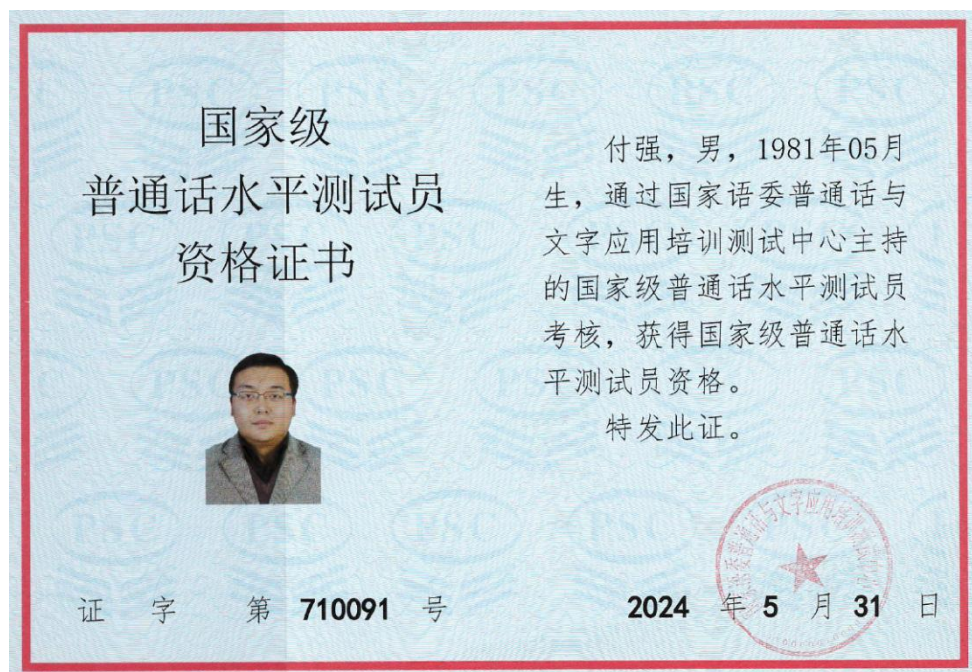 国家级
普通话水平测试员
资格证书
付强，男，1981年05月
生，通过国家语委普通话与
文字应用培训测试中心主持
的国家级普通话水平测试员
考核，获得国家级普通话水
平测试员资格。
特发此证。
证 字 第 710091 号
2024 年 5 月 31 日
PSC